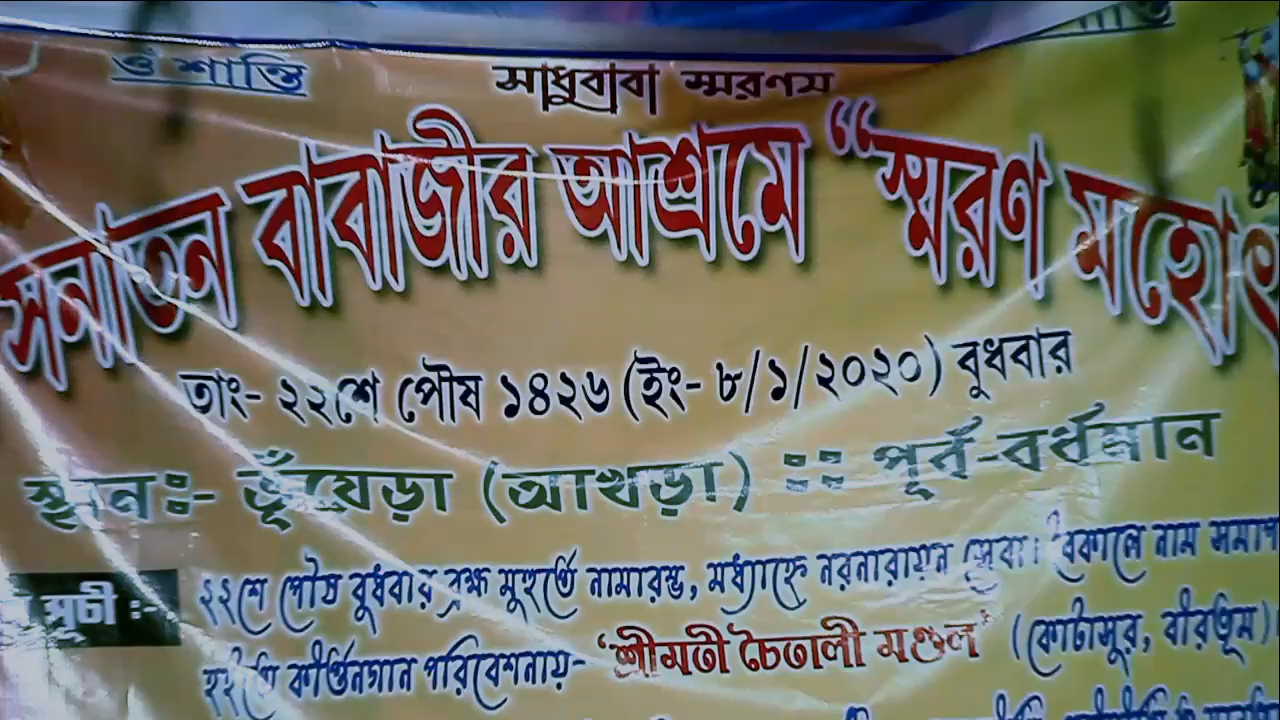 ওঁ শান্তি
সাধুবাবা স্মরণম
সনাতন বাবাজীর আশ্রমে “স্মরণ মহোৎ
তাং- ২২শে পৌষ ১৪২৬ (ইং- ৮/১/২০২০) বুধবার
স্থানঃ- ভূঁয়েড়া (আখড়া) :: পূর্ব-বর্ধমান
সূচী :- ২২শে পৌষ বুধবার ব্রহ্ম মুহুর্তে নামারম্ভ, মধ্যাহ্নে নরনারায়ন সেবা। বৈকালে নাম সমাপ
হইতে কীর্ত্তনগান পরিবেশনায়- ‘শ্রীমতী চৈতালী মণ্ডল’ (কোটাসুর, বীরভূম)